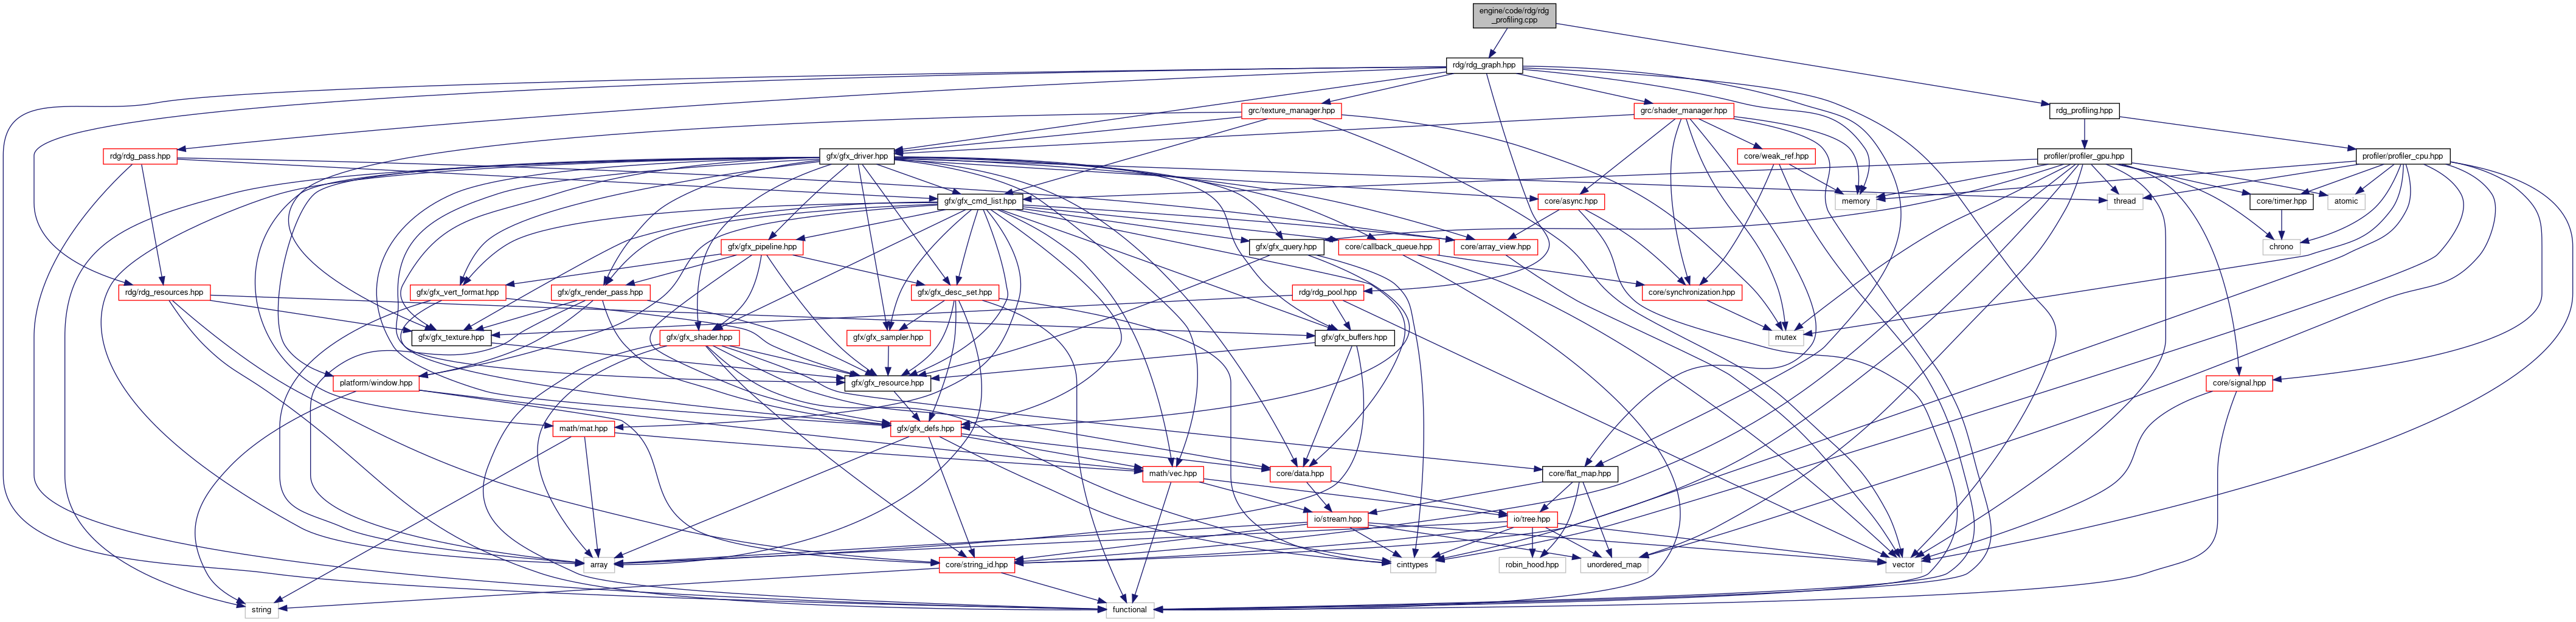 engine/code/rdg/rdg
_profiling.cpp
rdg/rdg_graph.hpp
grc/texture_manager.hpp
grc/shader_manager.hpp
rdg_profiling.hpp
rdg/rdg_pass.hpp
gfx/gfx_driver.hpp
core/weak_ref.hpp
profiler/profiler_gpu.hpp
profiler/profiler_cpu.hpp
gfx/gfx_cmd_list.hpp
core/async.hpp
memory
thread
core/timer.hpp
atomic
gfx/gfx_pipeline.hpp
gfx/gfx_query.hpp
core/callback_queue.hpp
core/array_view.hpp
chrono
rdg/rdg_resources.hpp
gfx/gfx_vert_format.hpp
gfx/gfx_render_pass.hpp
gfx/gfx_desc_set.hpp
rdg/rdg_pool.hpp
core/synchronization.hpp
gfx/gfx_texture.hpp
gfx/gfx_shader.hpp
gfx/gfx_sampler.hpp
gfx/gfx_buffers.hpp
mutex
platform/window.hpp
gfx/gfx_resource.hpp
core/signal.hpp
math/mat.hpp
gfx/gfx_defs.hpp
math/vec.hpp
core/data.hpp
core/flat_map.hpp
io/stream.hpp
io/tree.hpp
array
core/string_id.hpp
cinttypes
robin_hood.hpp
unordered_map
vector
string
functional